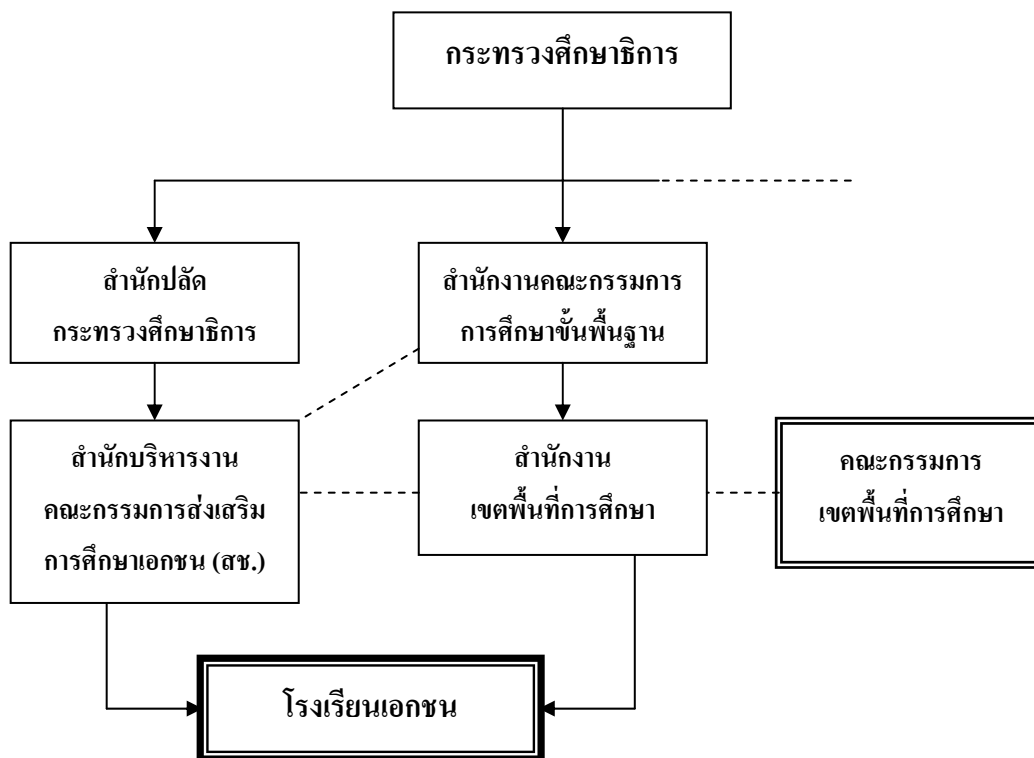 กระทรวงศึกษาธิการ
สำนักปลัด
กระทรวงศึกษาธิการ
สำนักงานคณะกรรมการ
การศึกษาขั้นพื้นฐาน
สำนักบริหารงาน
คณะกรรมการส่งเสริม
การศึกษาเอกชน (สช.)
สำนักงาน
เขตพื้นที่การศึกษา
คณะกรรมการ
เขตพื้นที่การศึกษา
โรงเรียนเอกชน